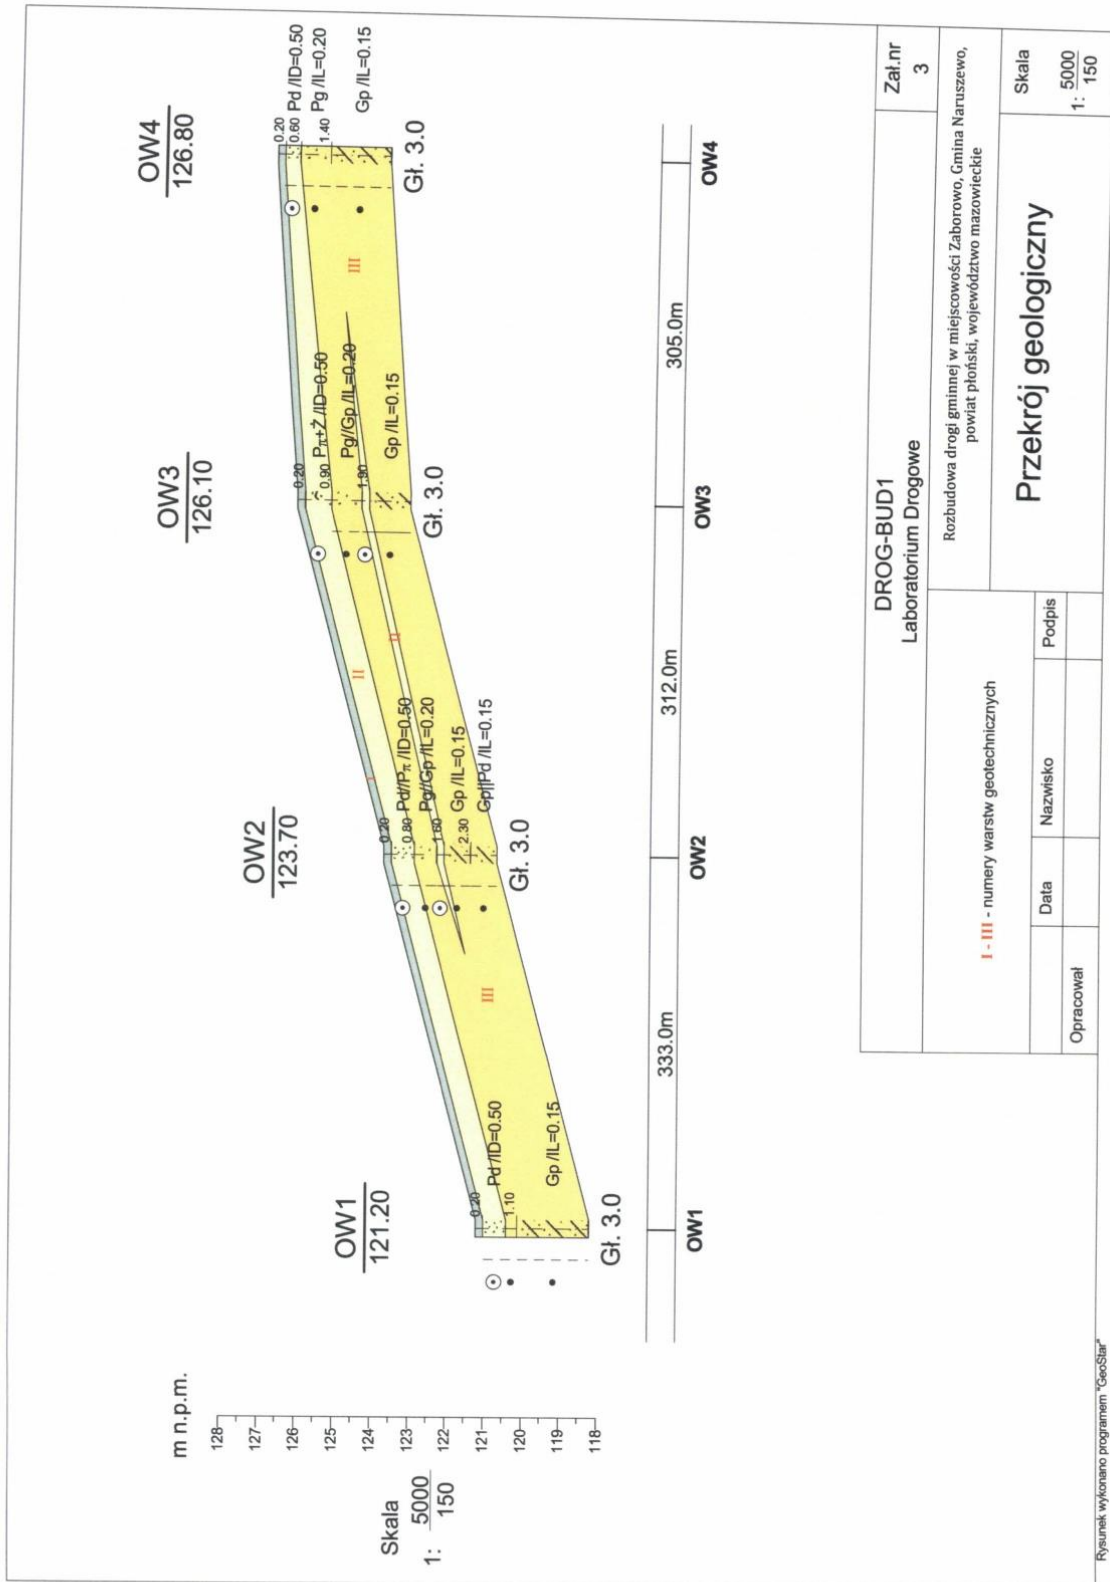 m n.p.m.
128
127
126
125
124
123
122
121
120
119
118
Skala
1: 5000
150
OW1
121.20
0.20
Pd /ID=0.50
1.10
Gp /IL=0.15
Gł. 3.0
OW2
123.70
0.20
0.80 Pd//Pπ /ID=0.50
Pg//Gp /IL=0.20
1.60
Gp /IL=0.15
2.30
Gp||Pd /IL=0.15
Gł. 3.0
OW3
126.10
0.20
0.90 Pπ+Ż /ID=0.50
Pg//Gp /IL=0.20
1.90
Gp /IL=0.15
Gł. 3.0
OW4
126.80
0.20
0.60 Pd /ID=0.50
Pg /IL=0.20
1.40
Gp /IL=0.15
Gł. 3.0
I
II
II
III
III
333.0m
312.0m
305.0m
OW1
OW2
OW3
OW4
DROG-BUD1
Laboratorium Drogowe
Zał.nr
3
Rozbudowa drogi gminnej w miejscowości Zaborowo, Gmina Naruszewo,
powiat płoński, województwo mazowieckie
I - III - numery warstw geotechnicznych
Przekrój geologiczny
Skala
1: 5000
150
Data
Nazwisko
Podpis
Opracował
Rysunek wykonano programem "GeoStar"